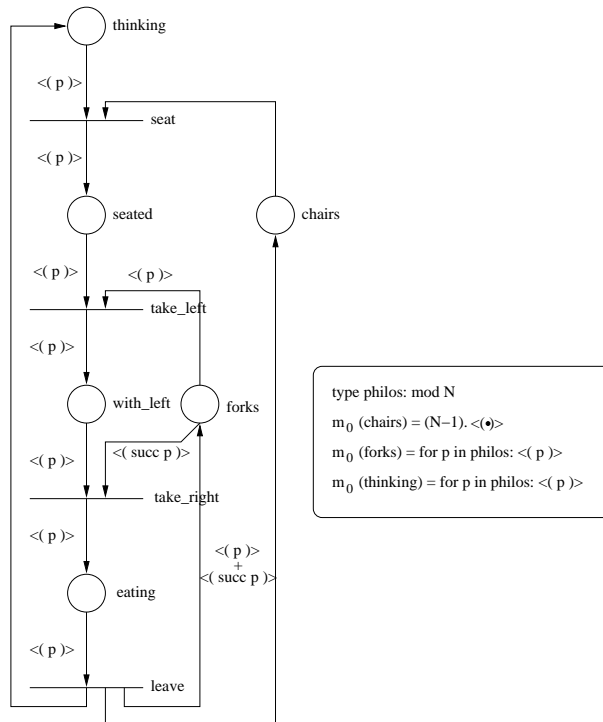 thinking
<( p )>
seat
<( p )>
seated
chairs
<( p )>
<( p )>
take_left
<( p )>
with_left
forks
<( succ p )>
<( p )>
take_right
<( p )>
<( p )>
+
<( succ p )>
eating
<( p )>
leave
type philos: mod N
m0 (chairs) = (N−1). <(•)>
m0 (forks) = for p in philos: <( p )>
m0 (thinking) = for p in philos: <( p )>